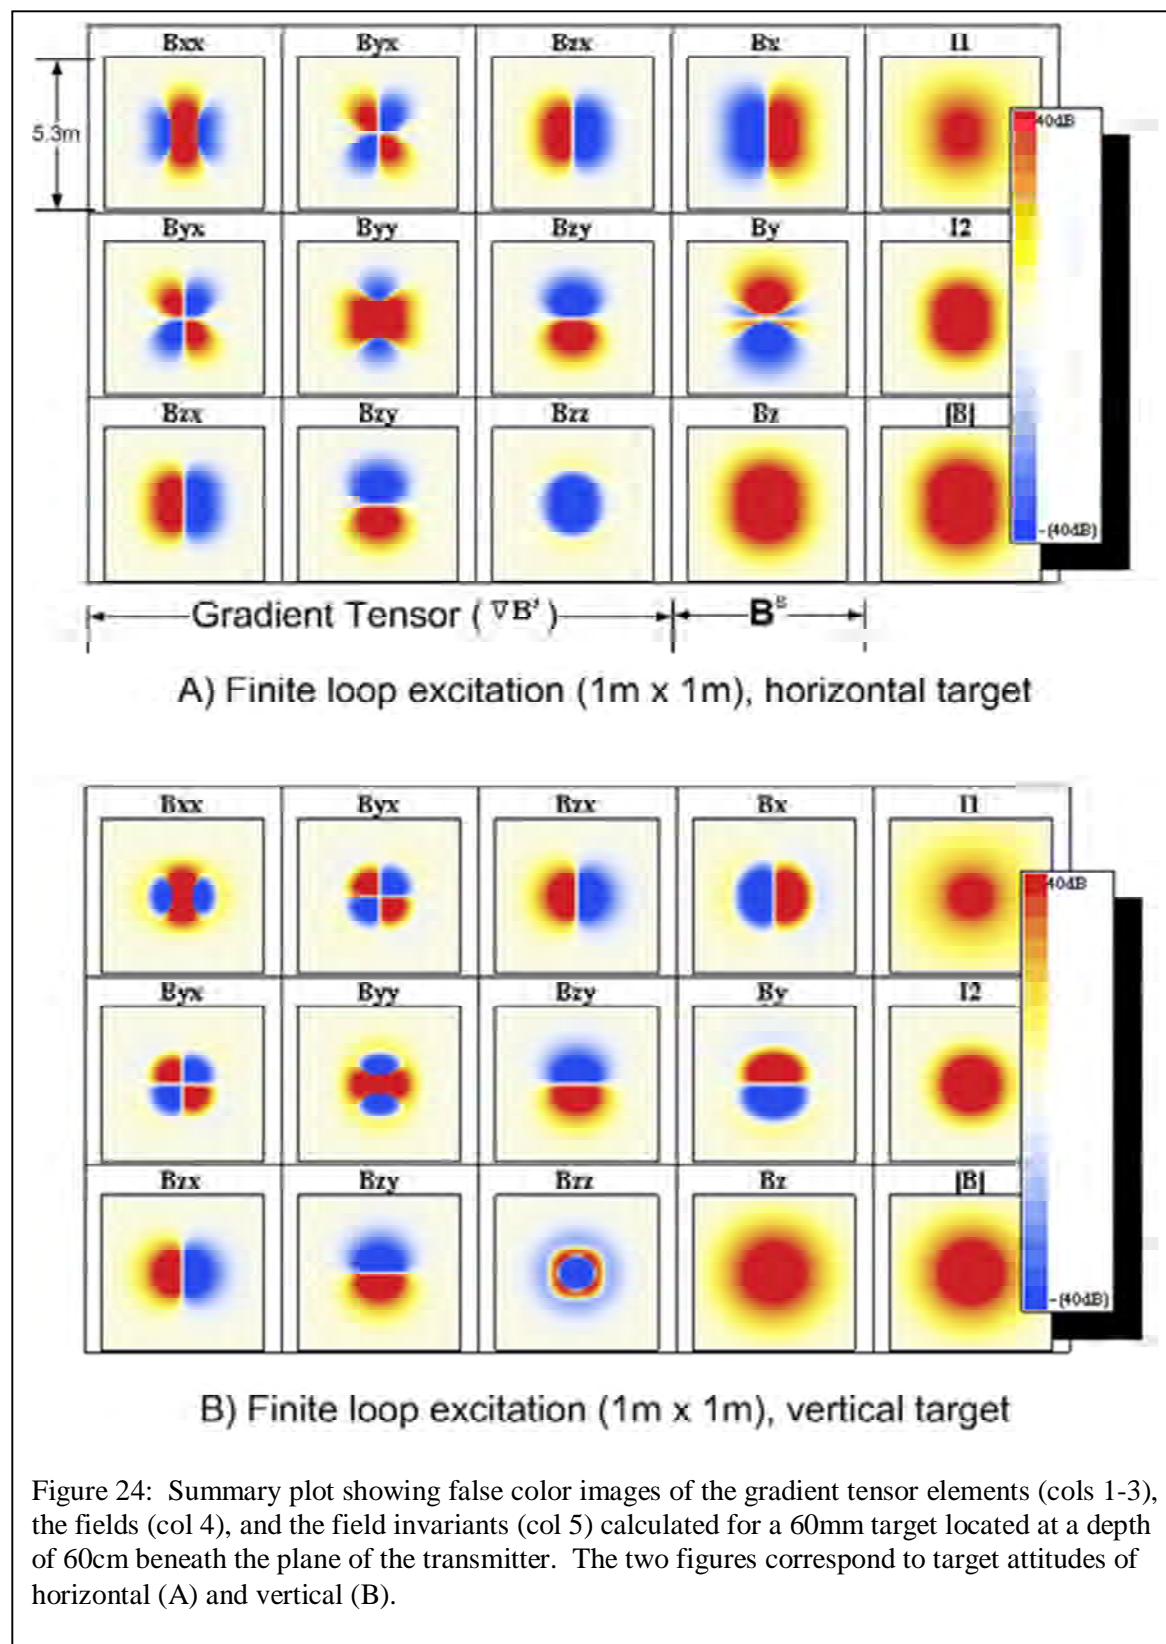 Bxx Byx Bzx Bx I1
5.3m
40dB
Byx Byy Bzy By I2
Bzx Bzy Bzz Bz |B|
-(40dB)
Gradient Tensor (∇B
) B
A) Finite loop excitation (1m x 1m), horizontal target
Bxx Byx Bzx Bx I1
40dB
Byx Byy Bzy By I2
Bzx Bzy Bzz Bz |B|
-(40dB)
B) Finite loop excitation (1m x 1m), vertical target
Figure 24: Summary plot showing false color images of the gradient tensor elements (cols 1-3),
the fields (col 4), and the field invariants (col 5) calculated for a 60mm target located at a depth
of 60cm beneath the plane of the transmitter. The two figures correspond to target attitudes of
horizontal (A) and vertical (B).